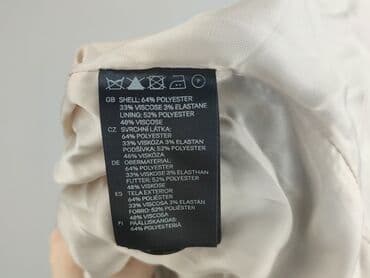 GB SHELL: 64% POLYESTER
33% VISCOSE 3% ELASTANE
LINING: 52% POLYESTER
48% VISCOSE
CZ SVRCHNÍ LÁTKA:
64% POLYESTER
33% VISKÓZA 3% ELASTAN
PODŠÍVKA: 52% POLYESTER
48% VISKÓZA
DE OBERMATERIAL:
64% POLYESTER
33% VISKOSE 3% ELASTHAN
FUTTER: 52% POLYESTER
48% VISKOSE
ES TELA EXTERIOR
64% POLIÉSTER
33% VISCOSA 3% ELASTÁN
FORRO: 52% POLIÉSTER
48% VISCOSA
FI PÄÄLLISKANGAS:
64% POLYESTER